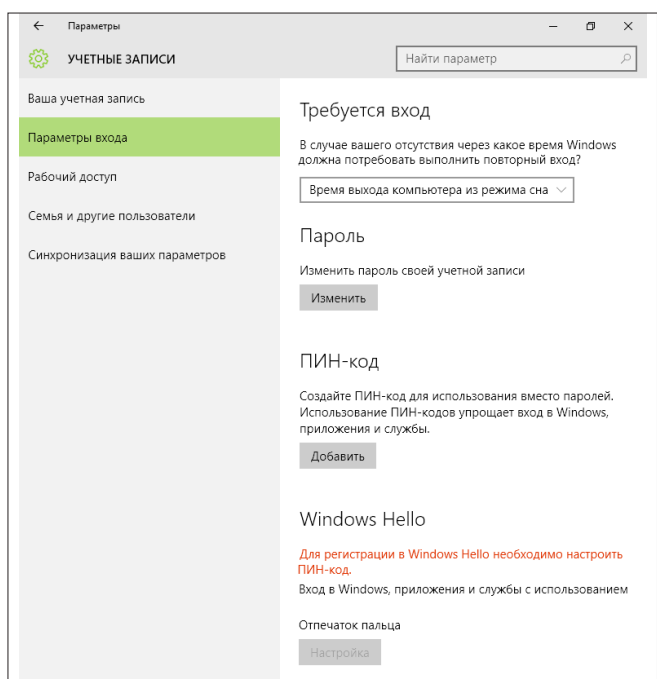 Параметры
УЧЕТНЫЕ ЗАПИСИ
Найти параметр
Ваша учетная запись
Параметры входа
Рабочий доступ
Семья и другие пользователи
Синхронизация ваших параметров
Требуется вход
В случае вашего отсутствия через какое время Windows
должна потребовать выполнить повторный вход?
Время выхода компьютера из режима сна
Пароль
Изменить пароль своей учетной записи
Изменить
ПИН-код
Создайте ПИН-код для использования вместо паролей.
Использование ПИН-кодов упрощает вход в Windows,
приложения и службы.
Добавить
Windows Hello
Для регистрации в Windows Hello необходимо настроить
ПИН-код.
Вход в Windows, приложения и службы с использованием
Отпечаток пальца
Настройка